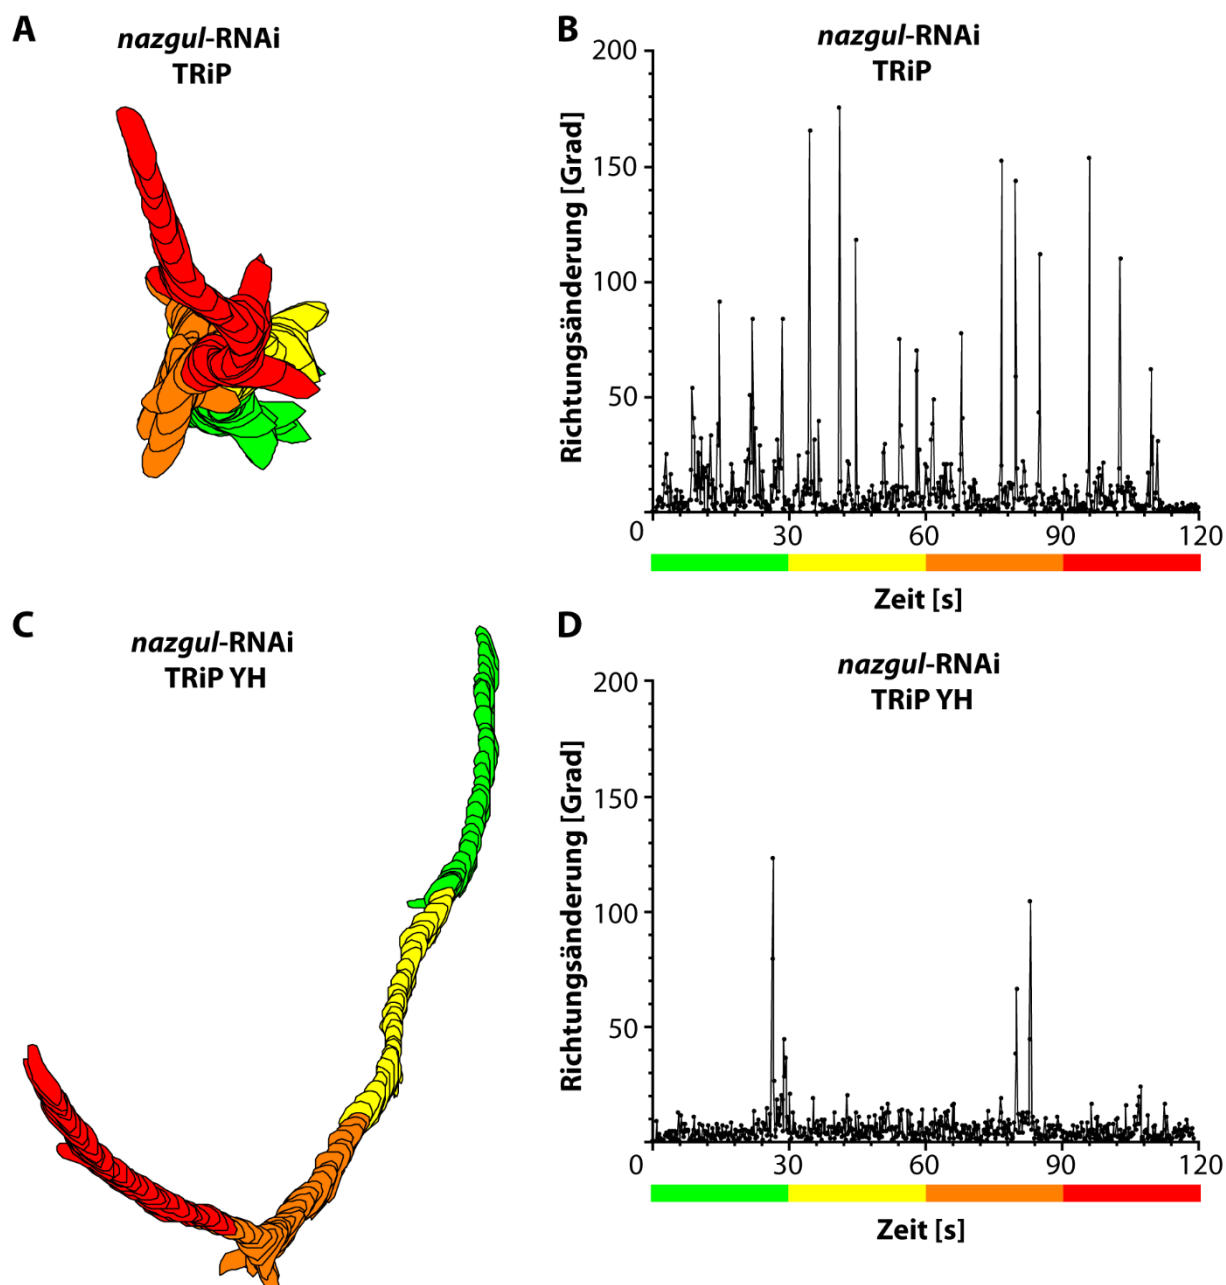 A
nazgul-RNAi
TRiP
B
nazgul-RNAi
TRiP
Richtungsänderung [Grad]
200
150
100
50
0
30
60
90
120
Zeit [s]
C
nazgul-RNAi
TRiP YH
D
nazgul-RNAi
TRiP YH
Richtungsänderung [Grad]
200
150
100
50
0
30
60
90
120
Zeit [s]